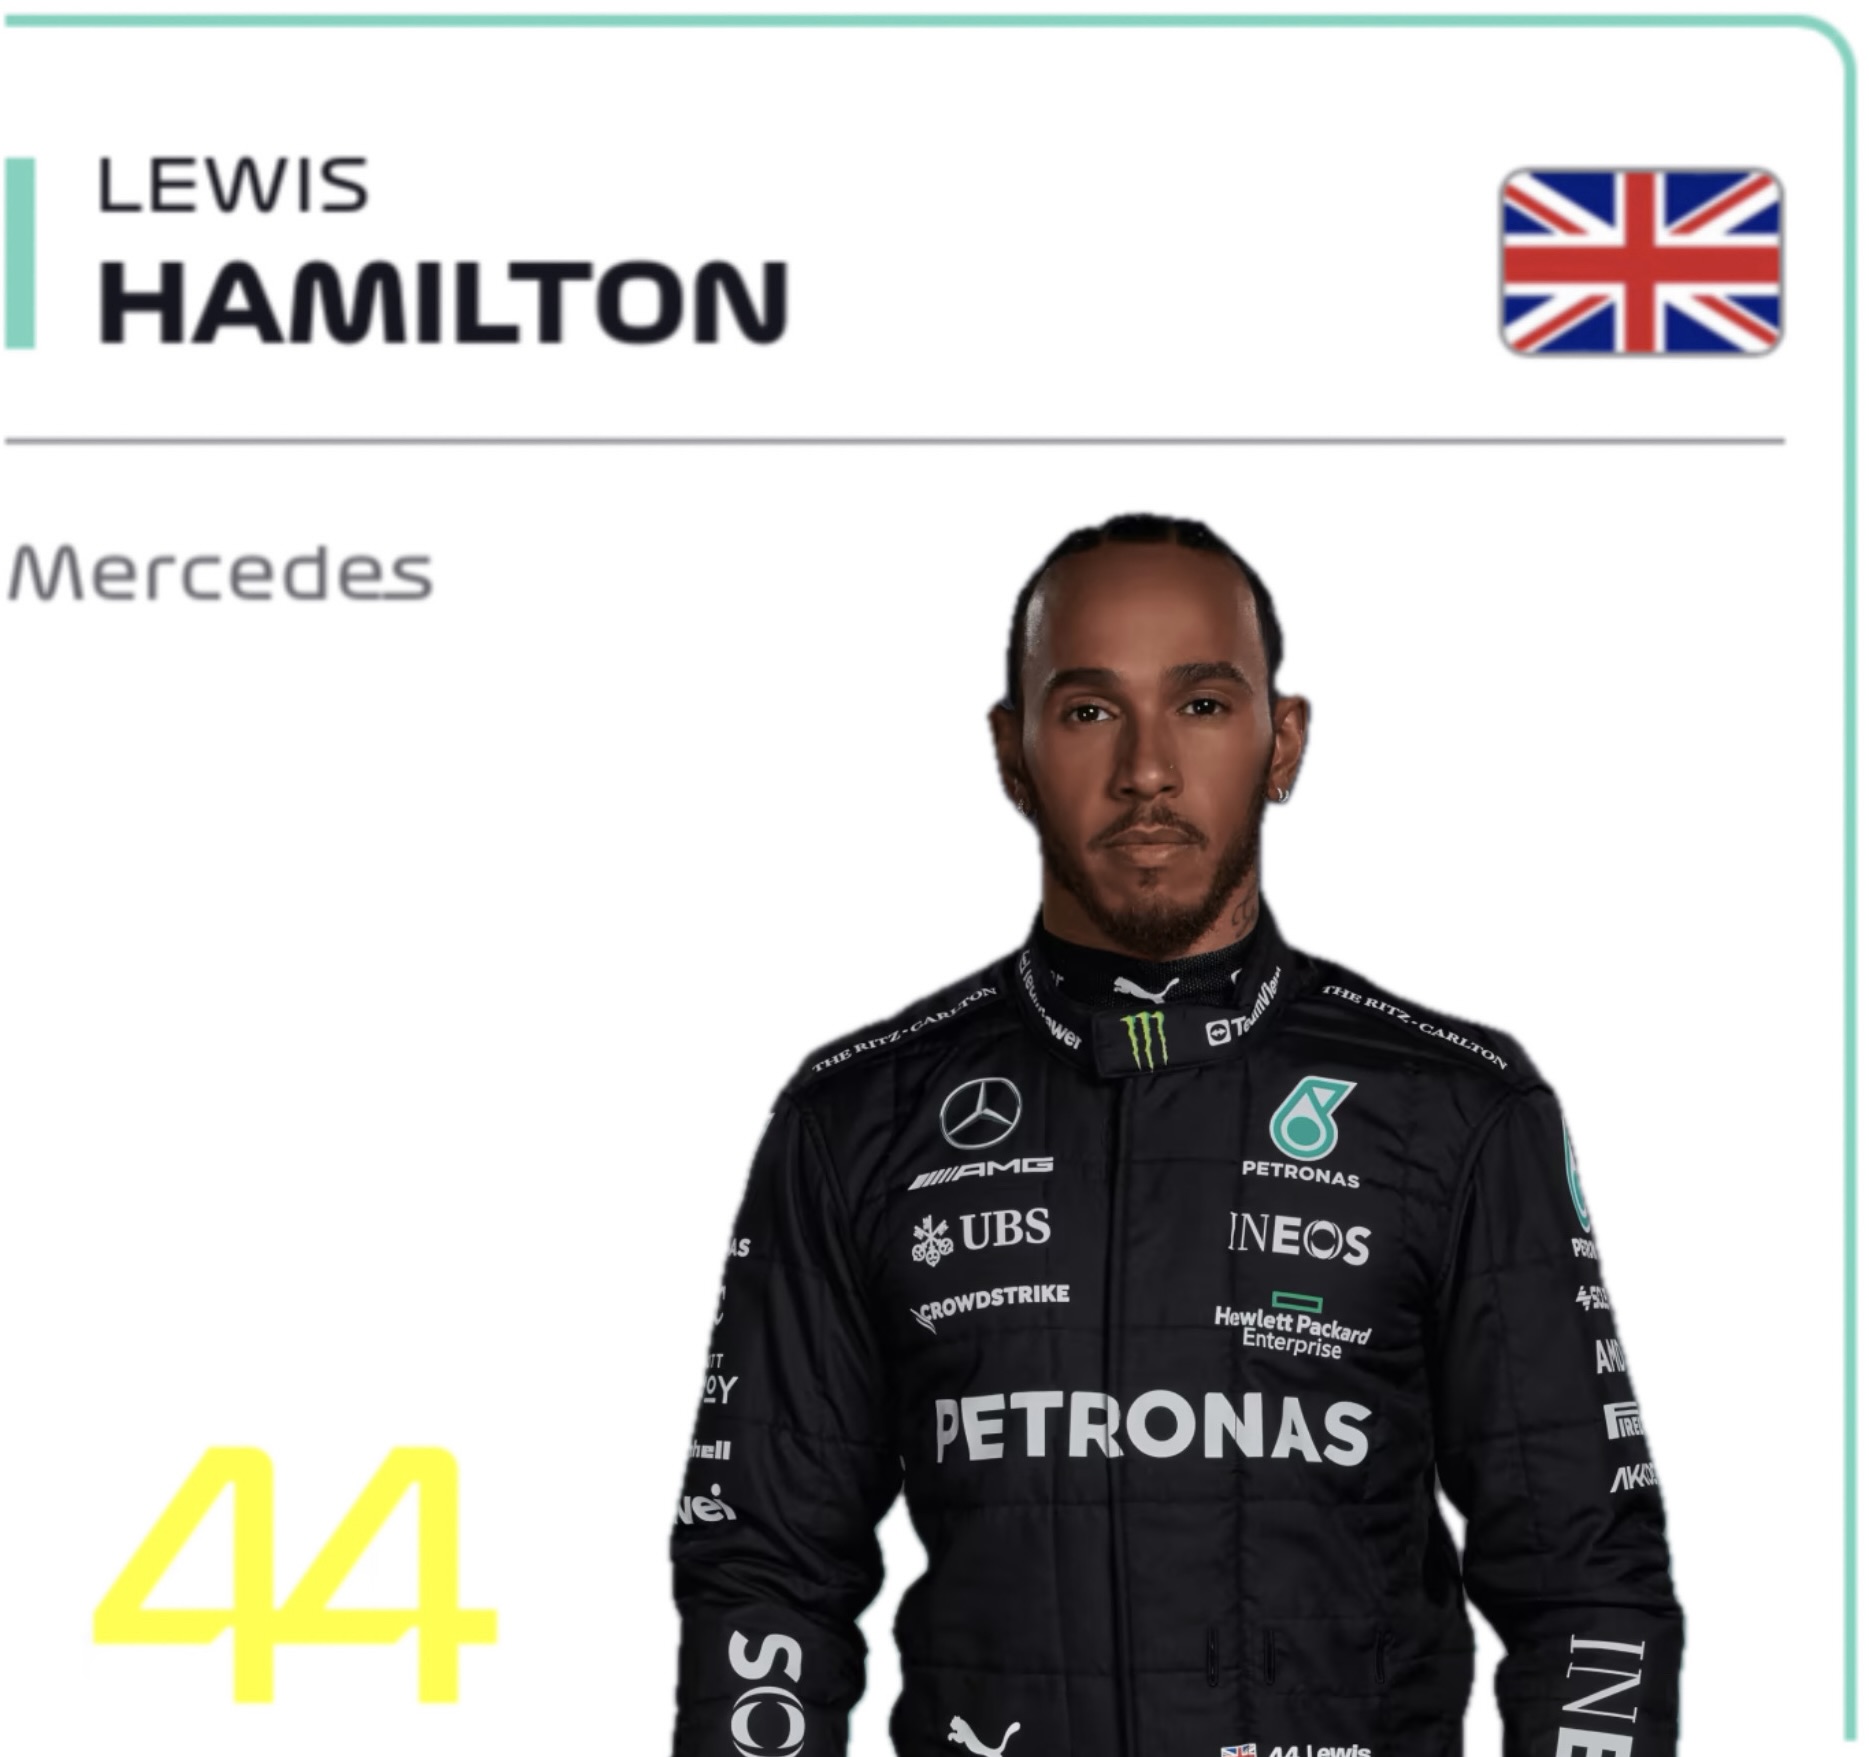 LEWIS
HAMILTON
Mercedes
THE RITZ-CARLTON
TeamViewer
THE RITZ-CARLTON
AMG
PETRONAS
UBS
INEOS
CROWDSTRIKE
Hewlett Packard
Enterprise
PETRONAS
44
44 Lewis